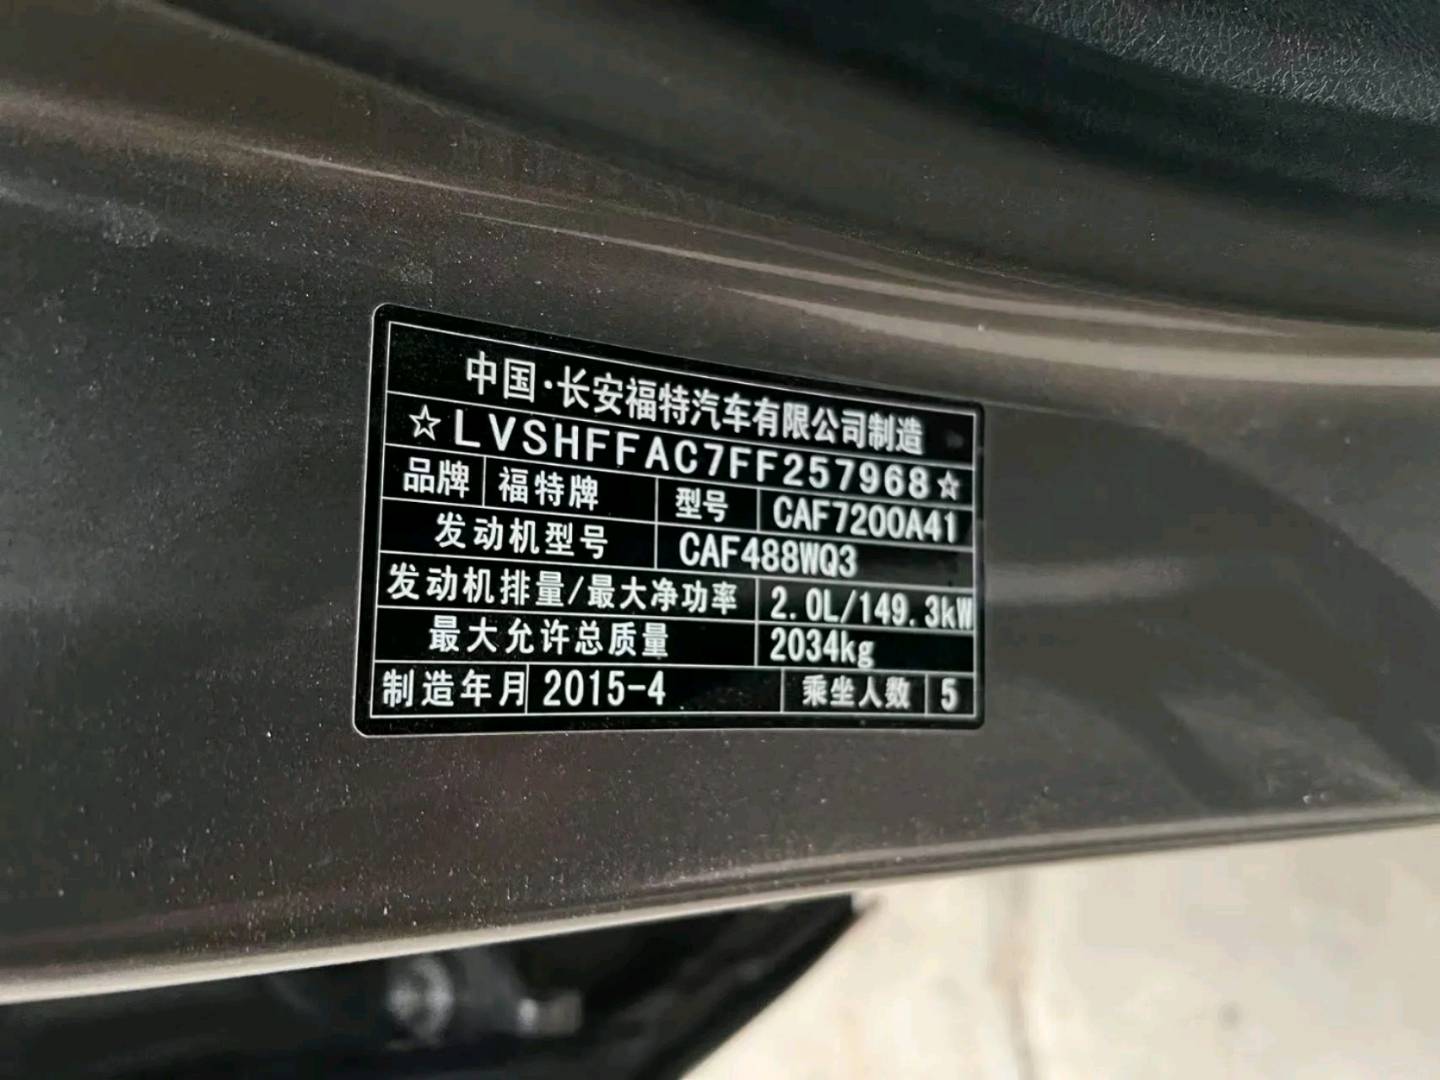 中国·长安福特汽车有限公司制造
☆LVSHFFAC7FF257968☆
品牌 福特牌 型号 CAF7200A41
发动机型号 CAF488WQ3
发动机排量/最大净功率 2.0L/149.3kW
最大允许总质量 2034kg
制造年月 2015-4 乘坐人数 5